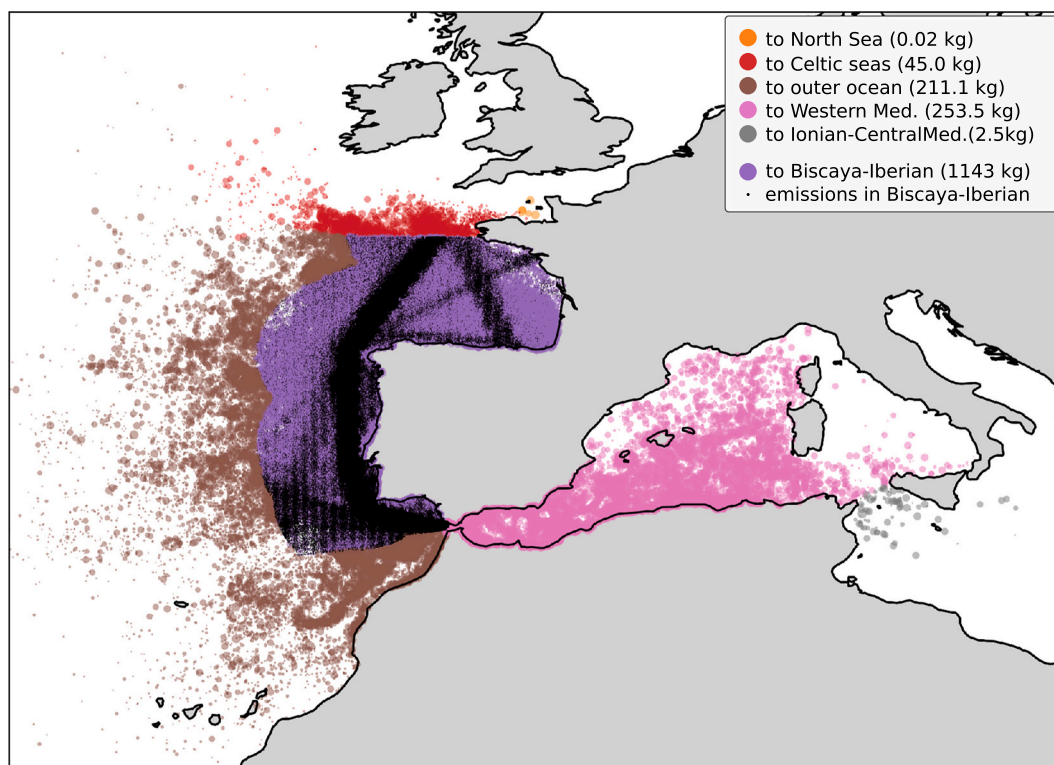 to North Sea (0.02 kg)
to Celtic seas (45.0 kg)
to outer ocean (211.1 kg)
to Western Med. (253.5 kg)
to Ionian-CentralMed.(2.5kg)
to Biscaya-Iberian (1143 kg)
emissions in Biscaya-Iberian